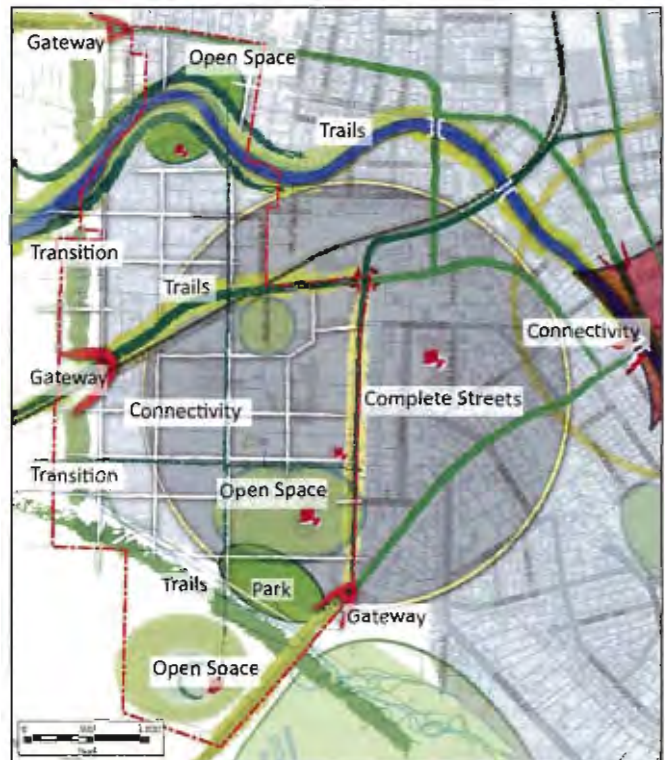 Gateway
Open Space
Trails
Transition
Trails
Connectivity
Gateway
Connectivity
Complete Streets
Transition
Open Space
Trails
Park
Gateway
Open Soace